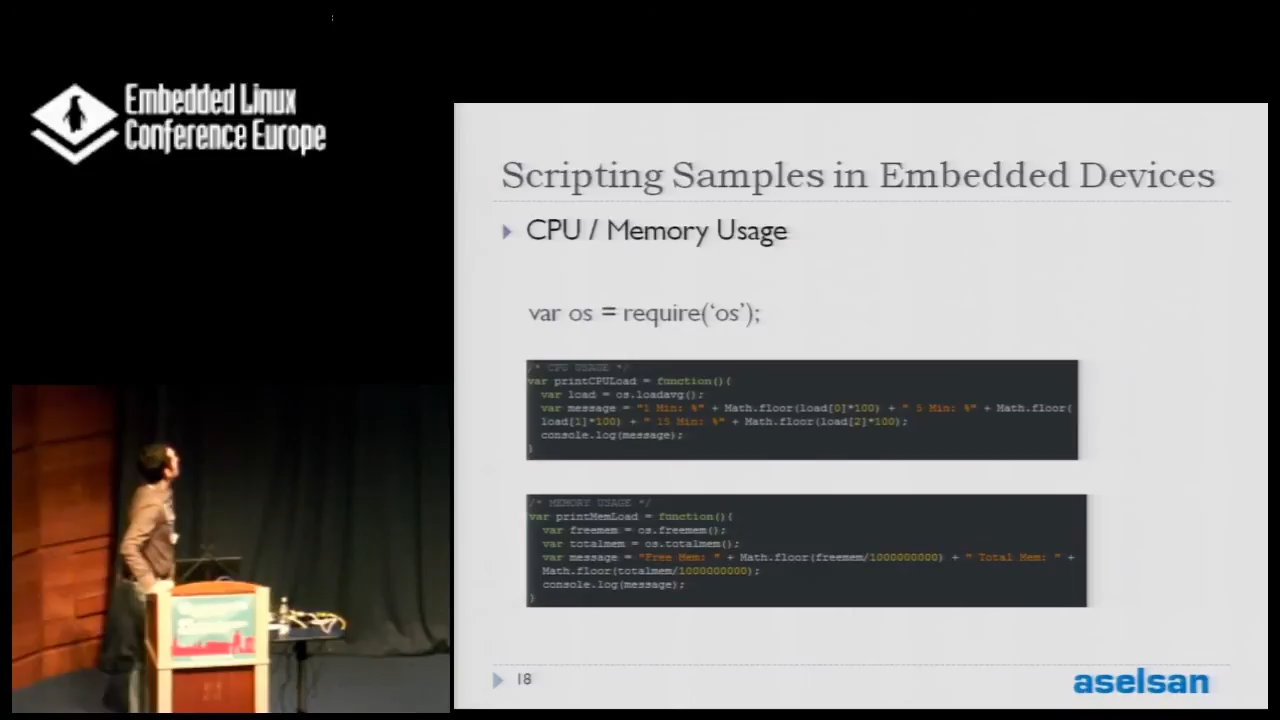 Embedded Linux
Conference Europe
Scripting Samples in Embedded Devices
CPU / Memory Usage
var os = require(‘os’);
/* CPU USAGE */
var printCPULoad = function(){
var load = os.loadavg();
var message = "1 Min: %" + Math.floor(load[0]*100) + " 5 Min: %" + Math.floor(
load[1]*100) + " 15 Min: %" + Math.floor(load[2]*100);
console.log(message);
}
/* MEMORY USAGE */
var printMemLoad = function(){
var freemem = os.freemem();
var totalmem = os.totalmem();
var message = "Free Mem: " + Math.floor(freemem/1000000000) + " Total Mem: " +
Math.floor(totalmem/1000000000);
console.log(message);
}
18
aselsan